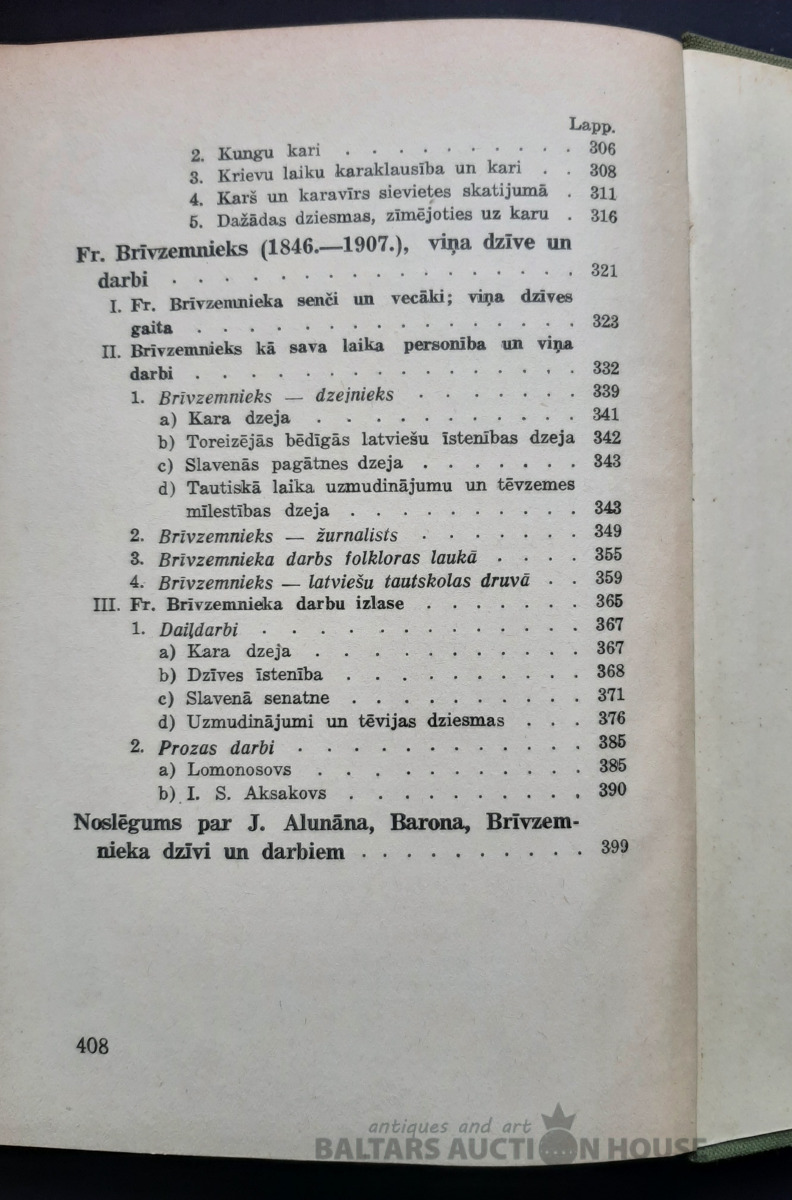 Lapp.
2. Kungu kari . . . . . . . . . . 306
3. Krievu laiku karaklausība un kari . . 308
4. Karš un karavīrs sievietes skatijumā . 311
5. Dažādas dziesmas, zīmējoties uz karu . 316
Fr. Brīvzemnieks (1846.—1907.), viņa dzīve un
darbi . . . . . . . . . . . . . . . . 321
I. Fr. Brīvzemnieka senči un vecāki; viņa dzīves
gaita . . . . . . . . . . . . . . . 323
II. Brīvzemnieks kā sava laika personība un viņa
darbi . . . . . . . . . . . . . . . 332
1. Brīvzemnieks — dzejnieks . . . . . . . 339
a) Kara dzeja . . . . . . . . . . 341
b) Toreizējās bēdīgās latviešu īstenības dzeja 342
c) Slavenās pagātnes dzeja . . . . . . . 343
d) Tautiskā laika uzmudinājumu un tēvzemes
mīlestības dzeja . . . . . . . . . 343
2. Brīvzemnieks — žurnalists . . . . . . 349
3. Brīvzemnieka darbs folkloras laukā . . . . 355
4. Brīvzemnieks — latviešu tautskolas druvā . . 359
III. Fr. Brīvzemnieka darbu izlase . . . . . . 365
1. Daiļdarbi . . . . . . . . . . . . 367
a) Kara dzeja . . . . . . . . . . 367
b) Dzīves īstenība . . . . . . . . . 368
c) Slavenā senatne . . . . . . . . . 371
d) Uzmudinājumi un tēvijas dziesmas . . . 376
2. Prozas darbi . . . . . . . . . . . 385
a) Lomonosovs . . . . . . . . . . 385
b) I. S. Aksakovs . . . . . . . . . 390
Noslēgums par J. Alunāna, Barona, Brīvzem-
nieka dzīvi un darbiem . . . . . . . . . 399
408
antiques and art
BALTARS AUCTION HOUSE